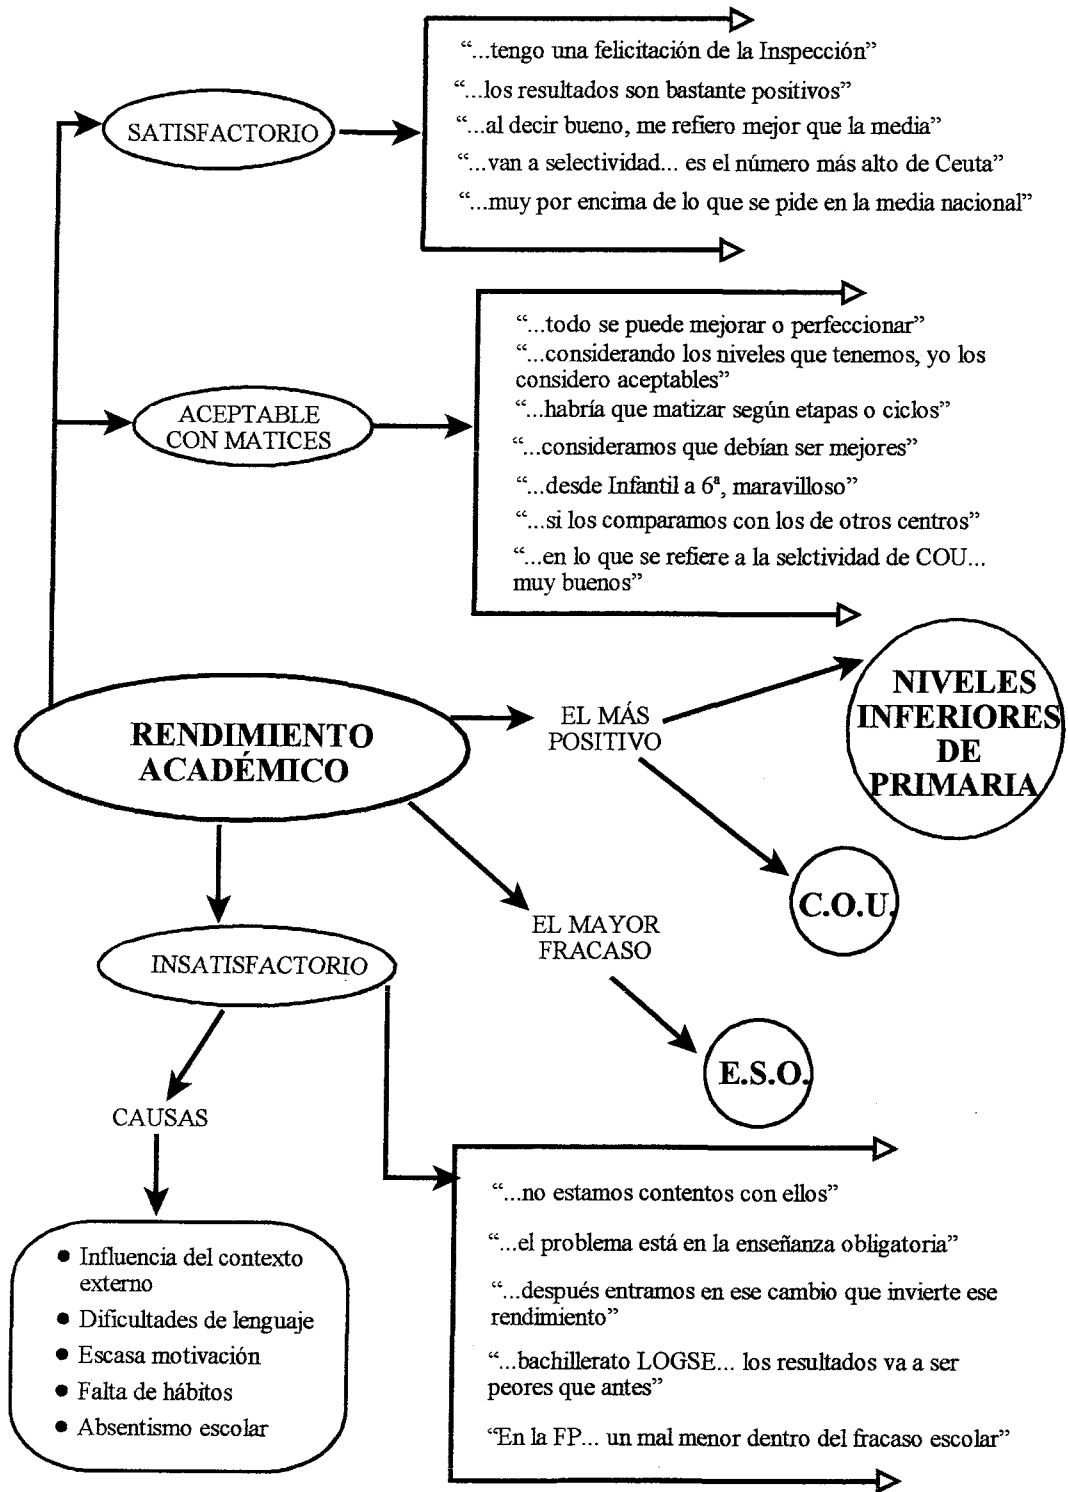 “...tengo una felicitación de la Inspección”
“...los resultados son bastante positivos”
“...al decir bueno, me refiero mejor que la media”
“...van a selectividad... es el número más alto de Ceuta”
“...muy por encima de lo que se pide en la media nacional”
SATISFACTORIO
“...todo se puede mejorar o perfeccionar”
“...considerando los niveles que tenemos, yo los
considero aceptables”
“...habría que matizar según etapas o ciclos”
“...consideramos que debían ser mejores”
“...desde Infantil a 6ª, maravilloso”
“...si los comparamos con los de otros centros”
“...en lo que se refiere a la selctividad de COU...
muy buenos”
ACEPTABLE
CON MATICES
RENDIMIENTO
ACADÉMICO
EL MÁS
POSITIVO
NIVELES
INFERIORES
DE
PRIMARIA
C.O.U.
EL MAYOR
FRACASO
E.S.O.
INSATISFACTORIO
CAUSAS
● Influencia del contexto
externo
● Dificultades de lenguaje
● Escasa motivación
● Falta de hábitos
● Absentismo escolar
“...no estamos contentos con ellos”
“...el problema está en la enseñanza obligatoria”
“...después entramos en ese cambio que invierte ese
rendimiento”
“...bachillerato LOGSE... los resultados va a ser
peores que antes”
“En la FP... un mal menor dentro del fracaso escolar”